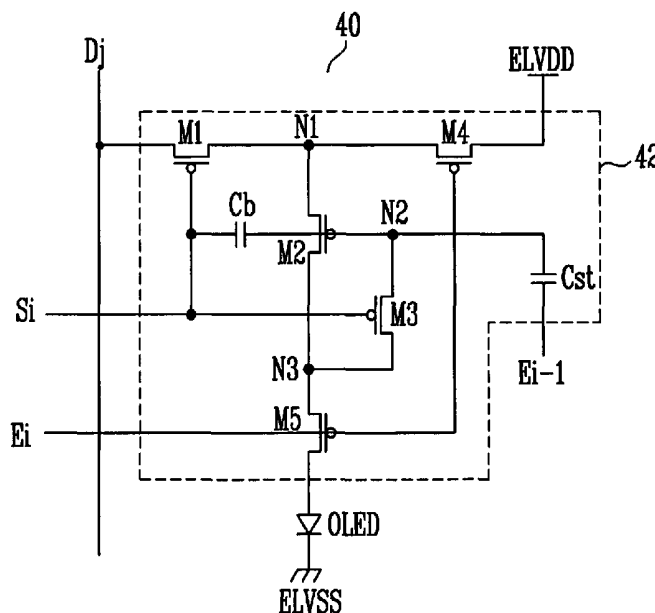 40
Dj
ELVDD
M1
N1
M4
42
Cb
N2
M2
Cst
Si
M3
N3
Ei-1
M5
Ei
OLED
ELVSS